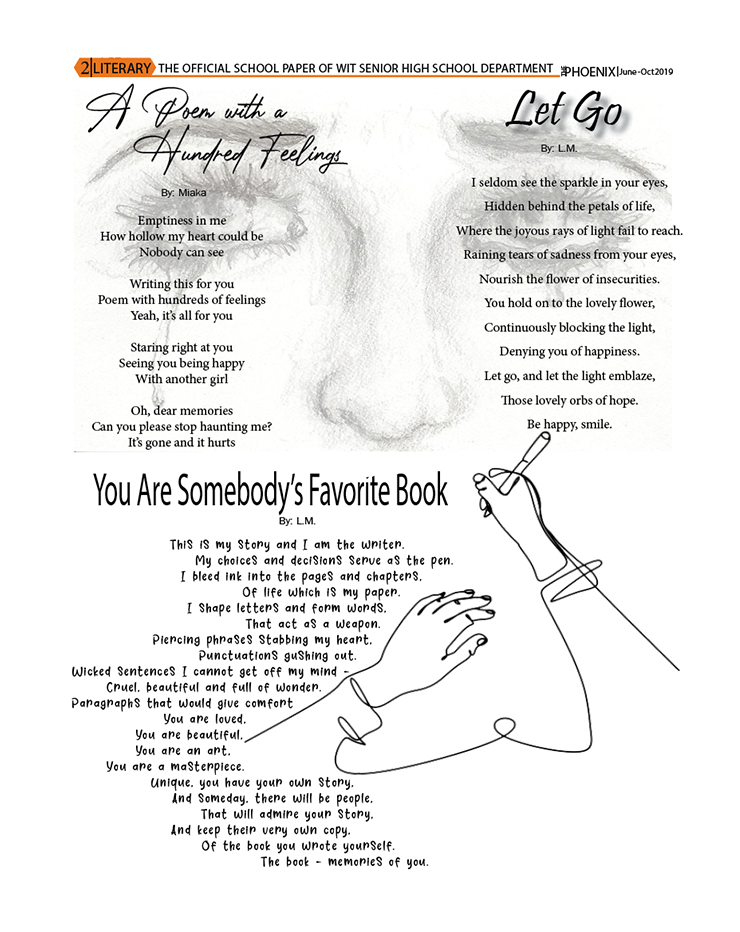 2|LITERARY THE OFFICIAL SCHOOL PAPER OF WIT SENIOR HIGH SCHOOL DEPARTMENT THE PHOENIX|June-Oct2019
A Poem with a
Hundred Feelings
By: Miaka
Emptiness in me
How hollow my heart could be
Nobody can see
Writing this for you
Poem with hundreds of feelings
Yeah, it's all for you
Staring right at you
Seeing you being happy
With another girl
Oh, dear memories
Can you please stop haunting me?
It's gone and it hurts
Let Go
By: L.M.
I seldom see the sparkle in your eyes,
Hidden behind the petals of life,
Where the joyous rays of light fail to reach.
Raining tears of sadness from your eyes,
Nourish the flower of insecurities.
You hold on to the lovely flower,
Continuously blocking the light,
Denying you of happiness.
Let go, and let the light emblaze,
Those lovely orbs of hope.
Be happy, smile.
You Are Somebody's Favorite Book
By: L.M.
This is my story and I am the writer.
My choices and decisions serve as the pen.
I bleed ink into the pages and chapters,
Of life which is my paper.
I shape letters and form words,
That act as a weapon.
Piercing phrases stabbing my heart,
Punctuations gushing out.
Wicked sentences I cannot get off my mind -
Cruel, beautiful and full of wonder.
Paragraphs that would give comfort
You are loved,
You are beautiful,
You are an art,
You are a masterpiece.
Unique, you have your own story,
And someday, there will be people,
That will admire your story,
And keep their very own copy,
Of the book you wrote yourself.
The book - memories of you.